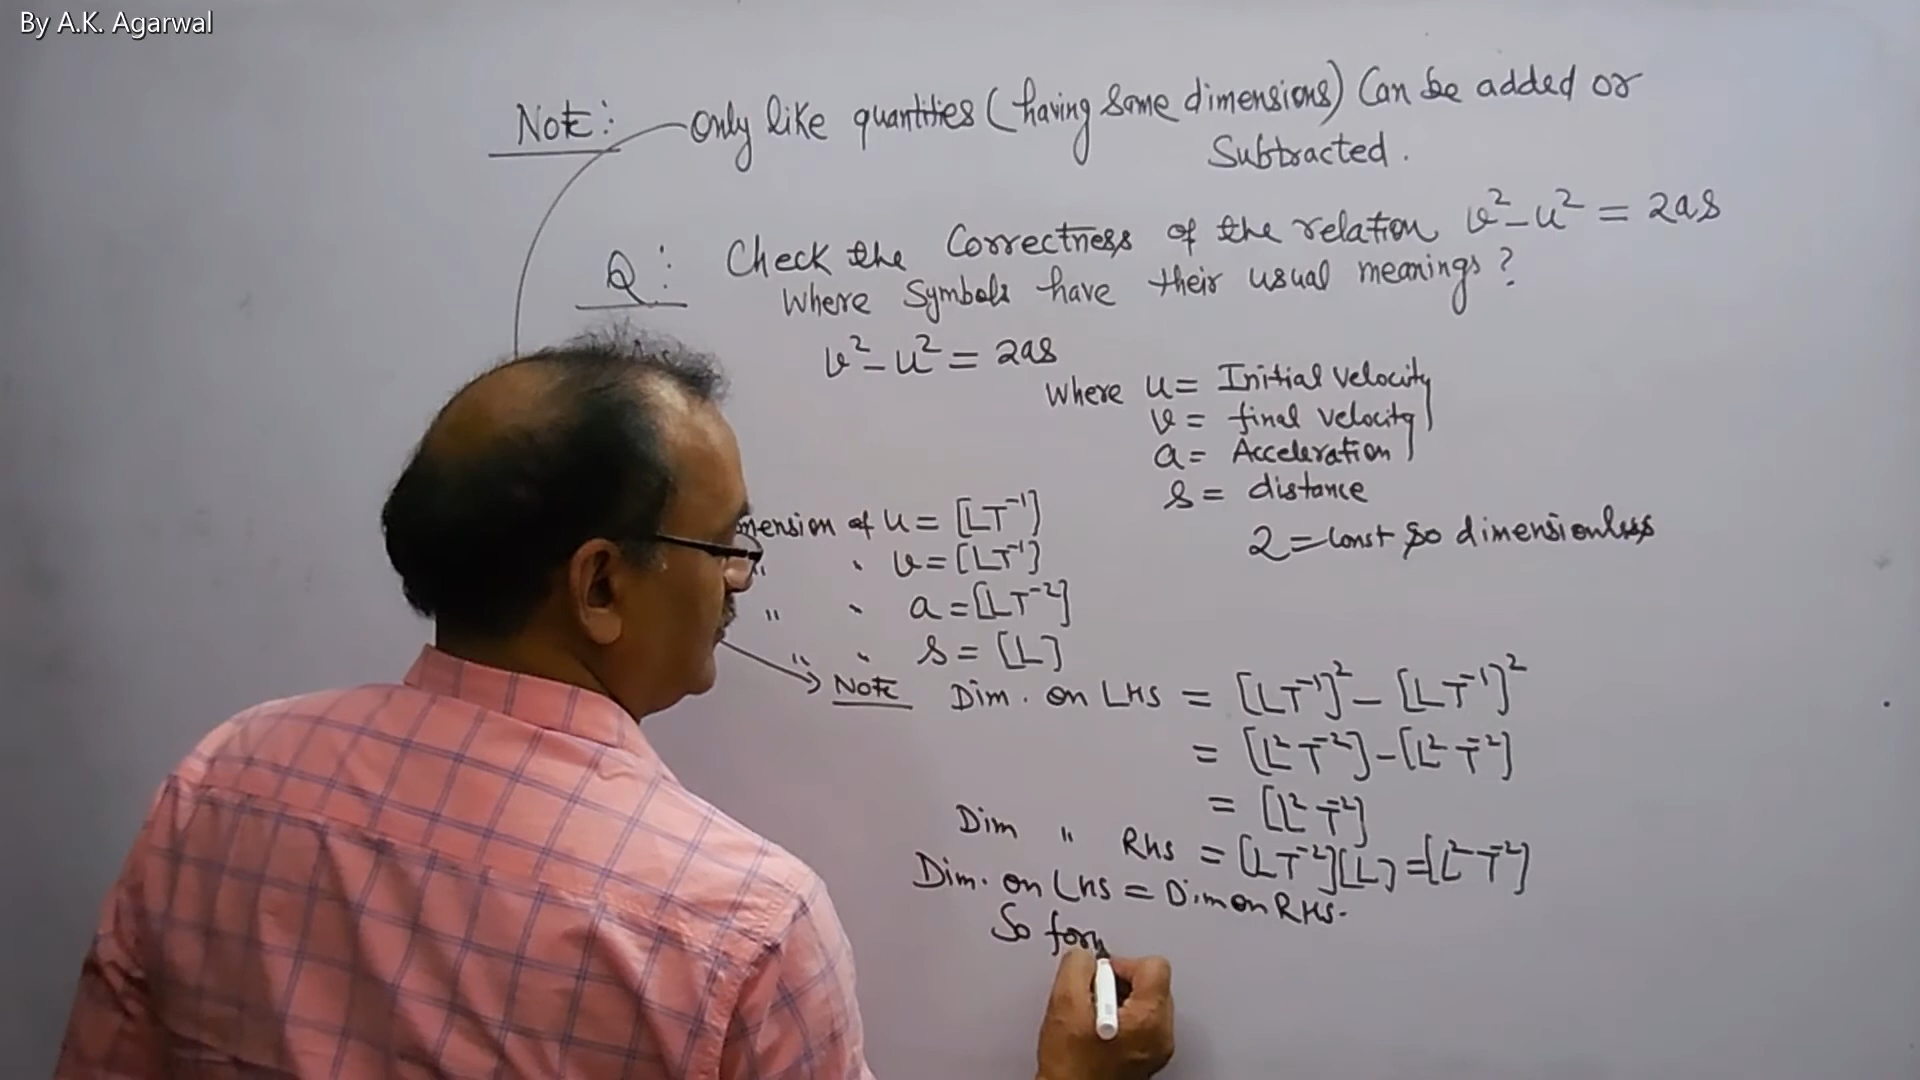 By A.K. Agarwal
Note:- Only like quantities (having same dimensions) can be added or
Subtracted.
Q: Check the Correctness of the relation v²-u² = 2as
Where Symbols have their usual meanings?
v²-u² = 2as
Where u = Initial velocity
v = final velocity
a = Acceleration
s = distance
2 = Const so dimensionless
mension of u = [LT⁻¹]
" " v = [LT⁻¹]
" " a = [LT⁻²]
" " s = [L]
Note Dim. on LHS = [LT⁻¹]² - [LT⁻¹]²
= [L²T⁻²] - [L²T⁻²]
= [L²T⁻²]
Dim " RHS = [LT⁻²][L] = [L²T⁻²]
Dim. on LHS = Dim on RHS.
So form